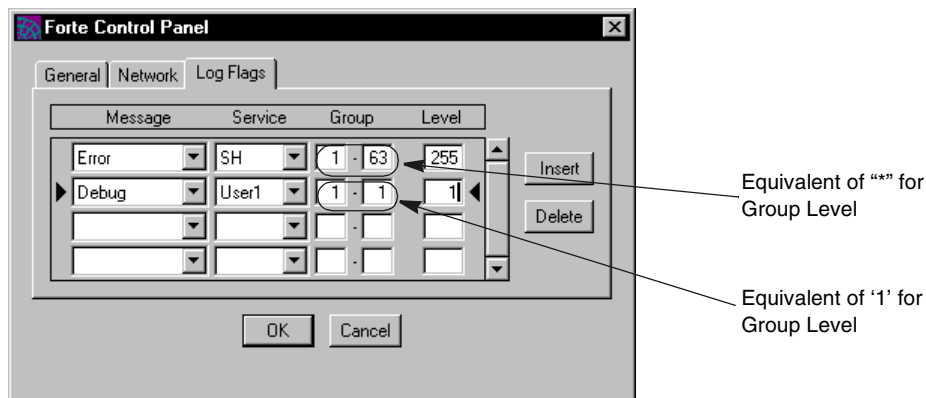 Forte Control Panel
General Network Log Flags
Message Service Group Level
Error SH 1 - 63 255
Insert
Debug User1 1 - 1 1
Delete
-
-
OK Cancel
Equivalent of “*” for
Group Level
Equivalent of ‘1’ for
Group Level